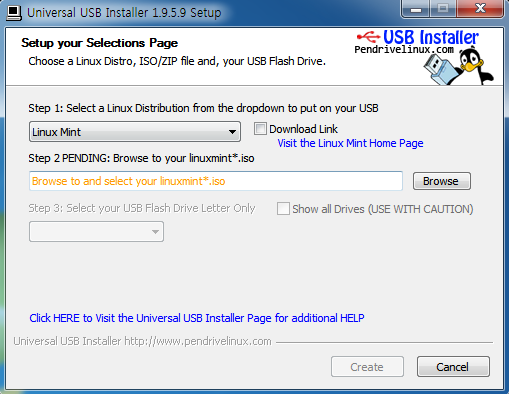 Universal USB Installer 1.9.5.9 Setup
Setup your Selections Page
Choose a Linux Distro, ISO/ZIP file and, your USB Flash Drive.
USB Installer
Pendrivelinux.com
Step 1: Select a Linux Distribution from the dropdown to put on your USB
Linux Mint
Download Link
Visit the Linux Mint Home Page
Step 2 PENDING: Browse to your linuxmint*.iso
Browse to and select your linuxmint*.iso
Browse
Step 3: Select your USB Flash Drive Letter Only
Show all Drives (USE WITH CAUTION)
Click HERE to Visit the Universal USB Installer Page for additional HELP
Universal USB Installer http://www.pendrivelinux.com
Create
Cancel